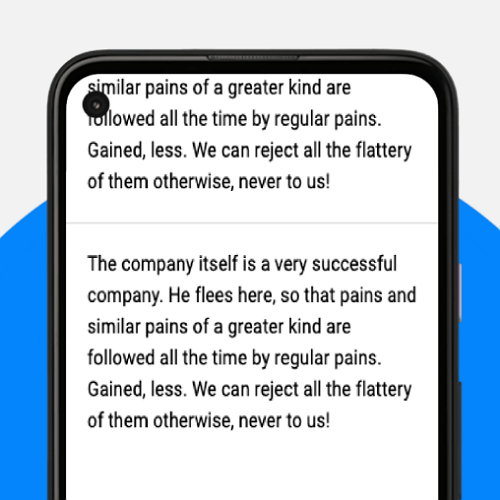 similar pains of a greater kind are
followed all the time by regular pains.
Gained, less. We can reject all the flattery
of them otherwise, never to us!
The company itself is a very successful
company. He flees here, so that pains and
similar pains of a greater kind are
followed all the time by regular pains.
Gained, less. We can reject all the flattery
of them otherwise, never to us!